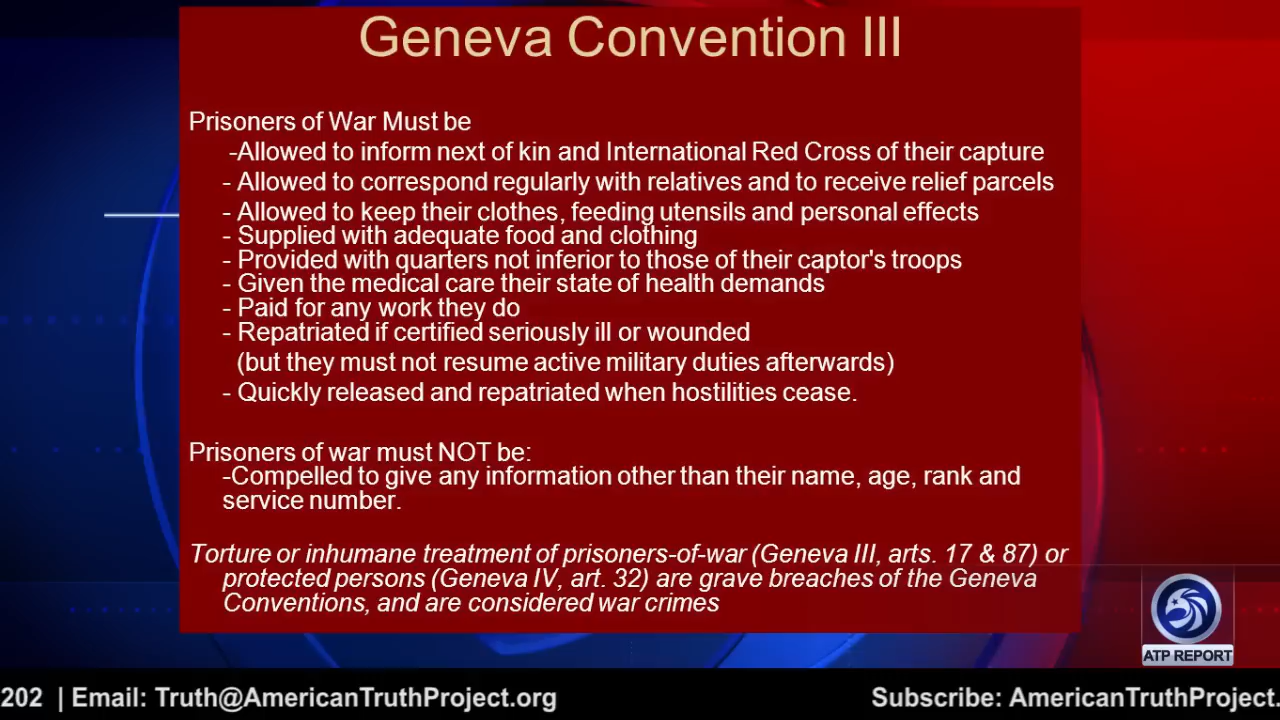 Geneva Convention III
Prisoners of War Must be
-Allowed to inform next of kin and International Red Cross of their capture
- Allowed to correspond regularly with relatives and to receive relief parcels
- Allowed to keep their clothes, feeding utensils and personal effects
- Supplied with adequate food and clothing
- Provided with quarters not inferior to those of their captor's troops
- Given the medical care their state of health demands
- Paid for any work they do
- Repatriated if certified seriously ill or wounded
(but they must not resume active military duties afterwards)
- Quickly released and repatriated when hostilities cease.
Prisoners of war must NOT be:
-Compelled to give any information other than their name, age, rank and
service number.
Torture or inhumane treatment of prisoners-of-war (Geneva III, arts. 17 & 87) or
protected persons (Geneva IV, art. 32) are grave breaches of the Geneva
Conventions, and are considered war crimes
ATP REPORT
202 | Email: Truth@AmericanTruthProject.org Subscribe: AmericanTruthProject.